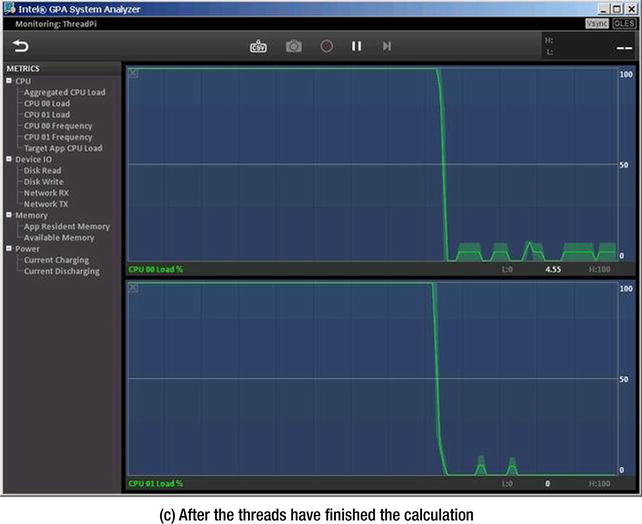 Intel® GPA System Analyzer
Monitoring: ThreadPi
Vsync
GLES
CSV
H:
L:
--
METRICS
CPU
Aggregated CPU Load
CPU 00 Load
CPU 01 Load
CPU 00 Frequency
CPU 01 Frequency
Target App CPU Load
Device IO
Disk Read
Disk Write
Network RX
Network TX
Memory
App Resident Memory
Available Memory
Power
Current Charging
Current Discharging
100
50
0
CPU 00 Load %
L:0
4.55
H:100
100
50
0
CPU 01 Load %
L:0
0
H:100
(c) After the threads have finished the calculation